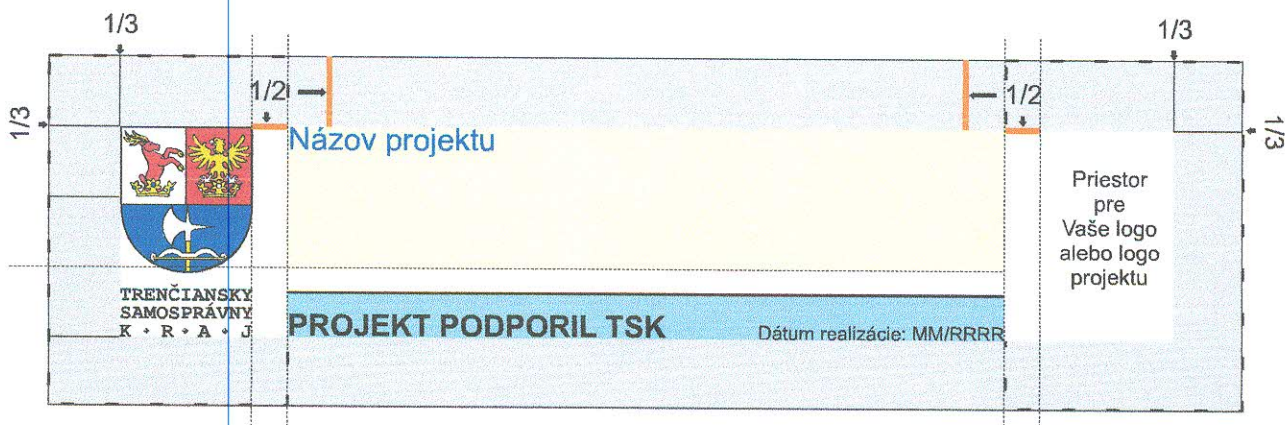 1/3
1/3
1/2
1/2
1/3
1/3
Názov projektu
Priestor
pre
Vaše logo
alebo logo
projektu
TRENČIANSKY
SAMOSPRÁVNY
K · R · A · J
PROJEKT PODPORIL TSK
Dátum realizácie: MM/RRRR